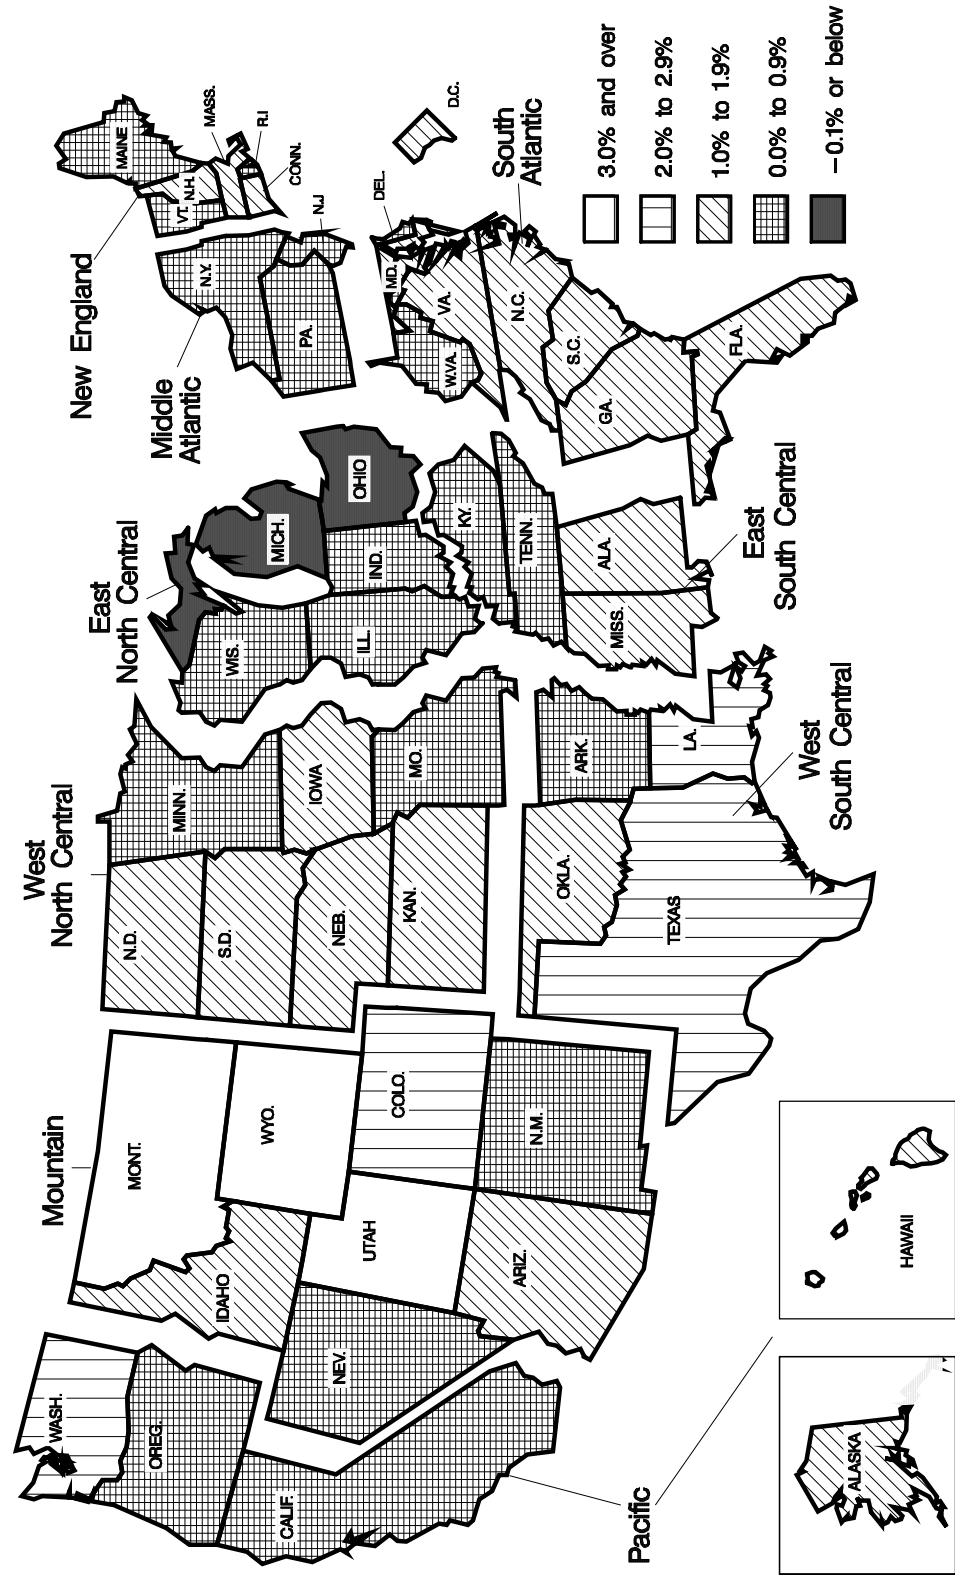 Pacific
Mountain
West
North Central
East
North Central
Middle
Atlantic
New England
West
South Central
East
South Central
South
Atlantic
WASH.
OREG.
CALIF.
NEV.
IDAHO
MONT.
WYO.
UTAH
COLO.
ARIZ.
N.M.
N.D.
S.D.
NEB.
KAN.
MINN.
IOWA
MO.
OKLA.
TEXAS
ARK.
LA.
WIS.
ILL.
IND.
MICH.
OHIO
KY.
TENN.
MISS.
ALA.
N.Y.
PA.
N.J
VT.
N.H.
MAINE
MASS.
R.I
CONN.
DEL.
MD.
D.C.
W.VA.
VA.
N.C.
S.C.
GA.
FLA.
ALASKA
HAWAII
3.0% and over
2.0% to 2.9%
1.0% to 1.9%
0.0% to 0.9%
−0.1% or below